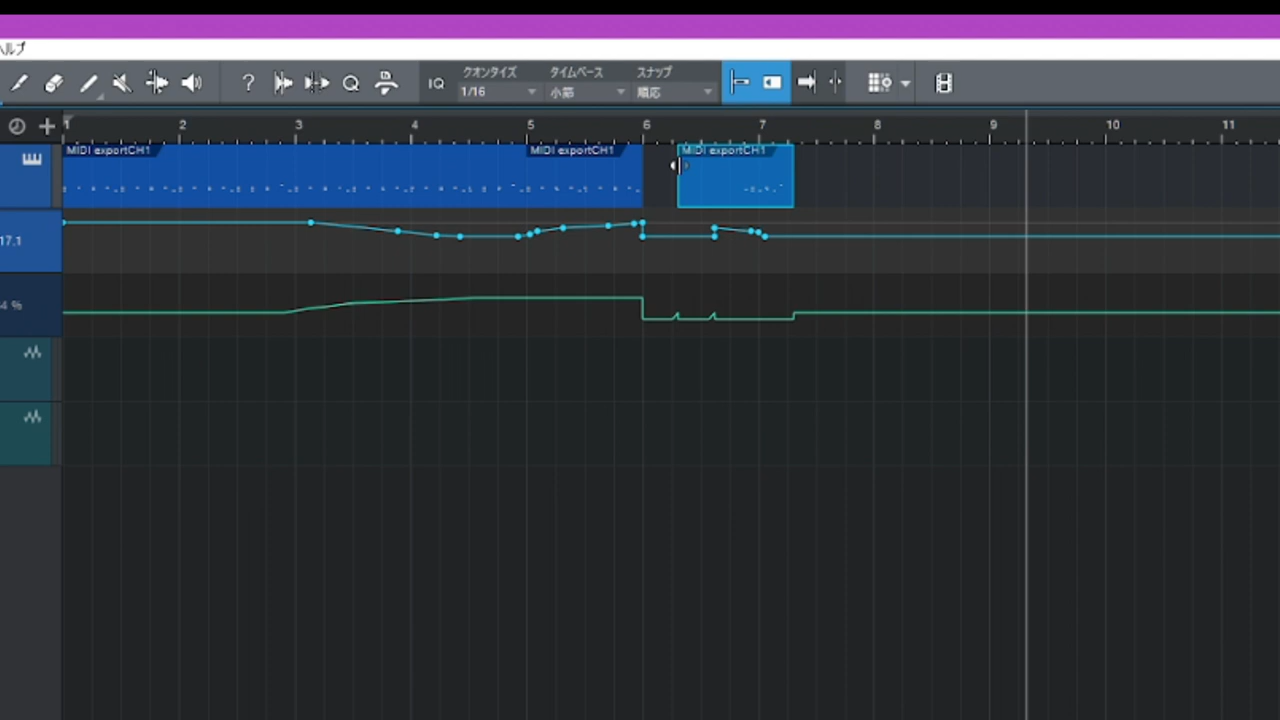 ヘルプ
? IQ クオンタイズ タイムベース スナップ
1/16 小節 順応
1 2 3 4 5 6 7 8 9 10 11
MIDI exportCH1 MIDI exportCH1 MIDI exportCH1
17.1
4 %